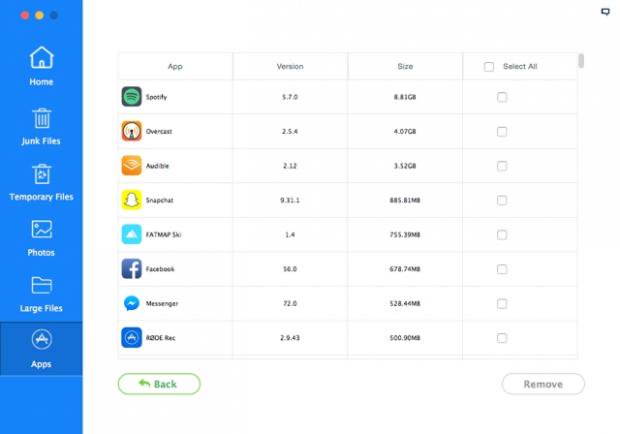 Home
Junk Files
Temporary Files
Photos
Large Files
Apps
App Version Size Select All
Spotify 5.7.0 8.81GB
Overcast 2.5.4 4.07GB
Audible 2.12 3.52GB
Snapchat 9.31.1 885.81MB
FATMAP Ski 1.4 755.39MB
Facebook 56.0 678.74MB
Messenger 72.0 528.44MB
RØDE Rec 2.9.43 500.90MB
Back Remove